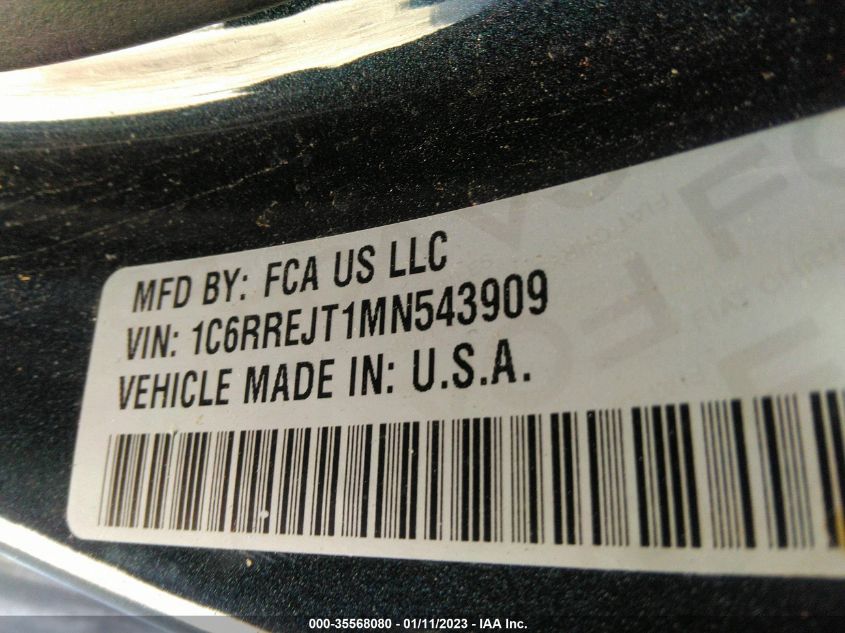 MFD BY: FCA US LLC
VIN: 1C6RREJT1MN543909
VEHICLE MADE IN: U.S.A.
000-35568080 - 01/11/2023 - IAA Inc.